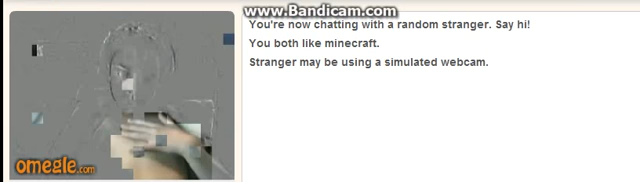 www.Bandicam.com
You're now chatting with a random stranger. Say hi!
You both like minecraft.
Stranger may be using a simulated webcam.
omegle.com